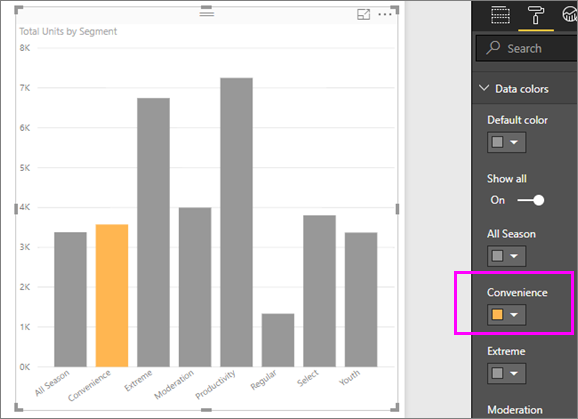 Total Units by Segment
8K
7K
6K
5K
4K
3K
2K
1K
0K
All Season
Convenience
Extreme
Moderation
Productivity
Regular
Select
Youth
Search
Data colors
Default color
Show all
On
All Season
Convenience
Extreme
Moderation